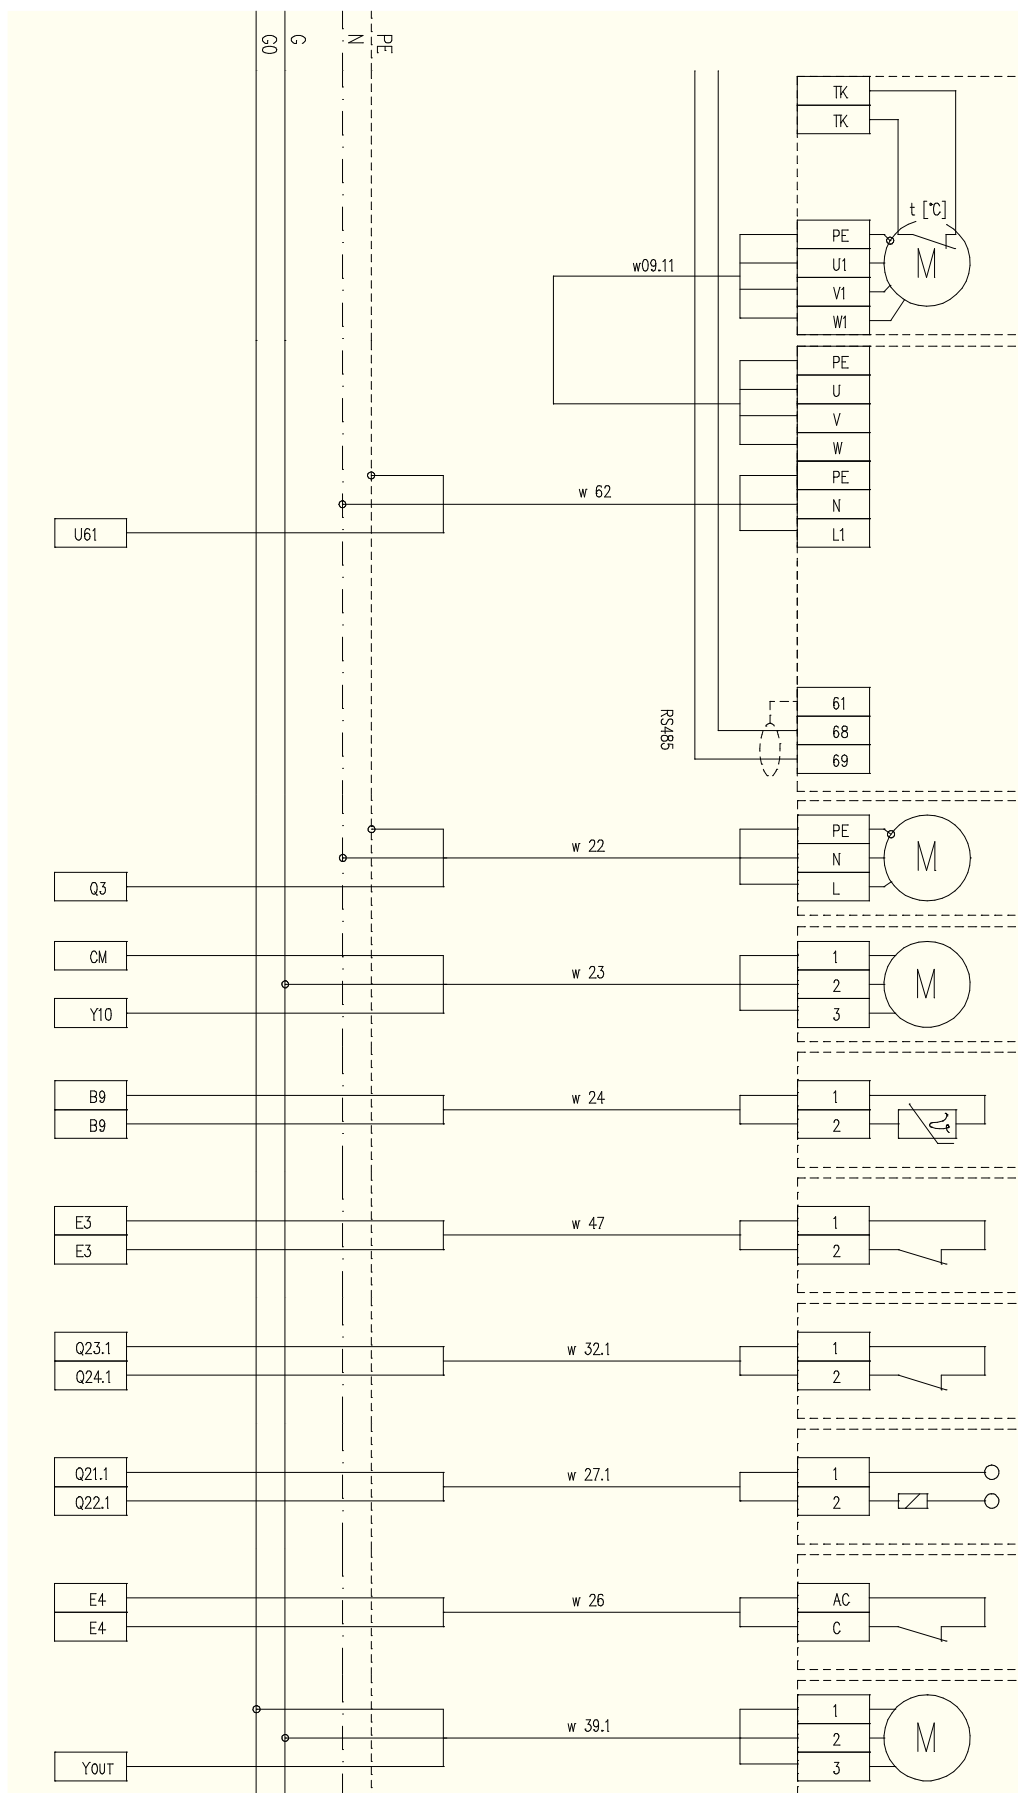 G0
G
N
PE
TK
TK
t [°C]
PE
M
w09.11
U1
V1
W1
PE
U
V
W
PE
w 62
N
U61
L1
61
RS485
68
69
PE
w 22
N
M
Q3
L
CM
1
w 23
2
M
Y10
3
B9
w 24
1
B9
2
E3
w 47
1
E3
2
Q23.1
w 32.1
1
Q24.1
2
Q21.1
w 27.1
1
Q22.1
2
E4
w 26
AC
E4
C
1
w 39.1
2
M
YOUT
3